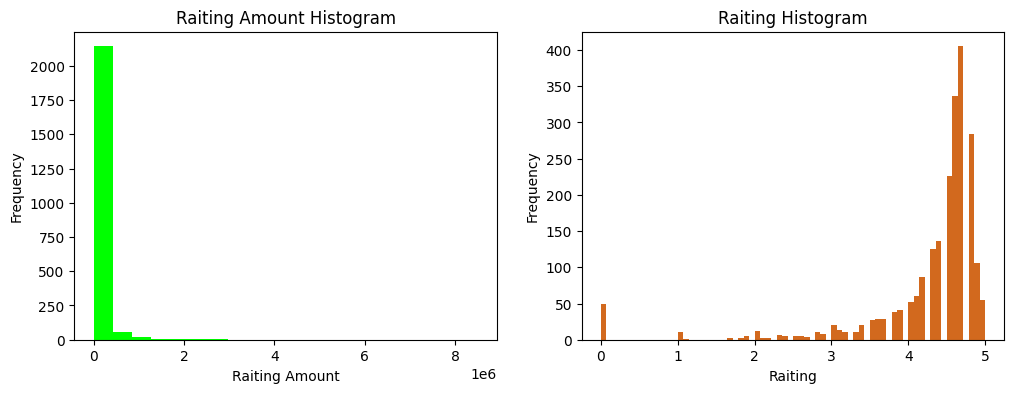 Raiting Amount Histogram
Frequency
2000
1750
1500
1250
1000
750
500
250
0
0 2 4 6 8
1e6
Raiting Amount
Raiting Histogram
Frequency
400
350
300
250
200
150
100
50
0
0 1 2 3 4 5
Raiting